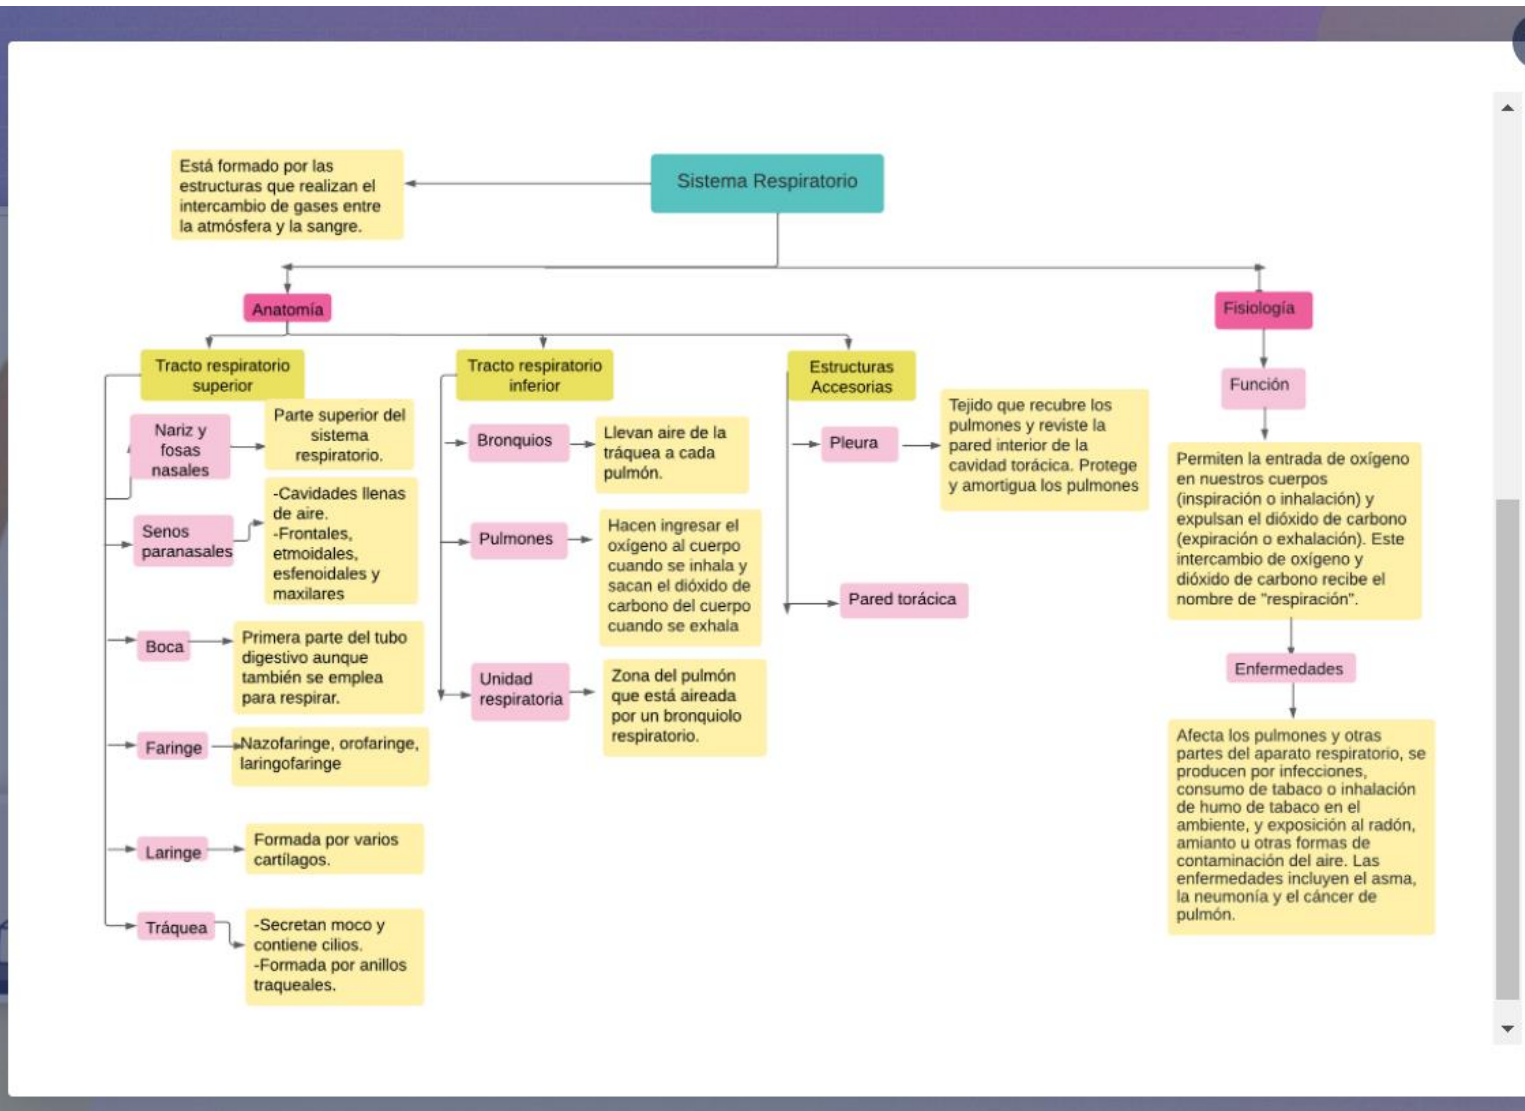 Sistema Respiratorio
Está formado por las
estructuras que realizan el
intercambio de gases entre
la atmósfera y la sangre.
Anatomía
Tracto respiratorio
superior
Nariz y
fosas
nasales
Parte superior del
sistema
respiratorio.
Senos
paranasales
-Cavidades llenas
de aire.
-Frontales,
etmoidales,
esfenoidales y
maxilares
Boca
Primera parte del tubo
digestivo aunque
también se emplea
para respirar.
Faringe
Nazofaringe, orofaringe,
laringofaringe
Laringe
Formada por varios
cartílagos.
Tráquea
-Secretan moco y
contiene cilios.
-Formada por anillos
traqueales.
Tracto respiratorio
inferior
Bronquios
Llevan aire de la
tráquea a cada
pulmón.
Pulmones
Hacen ingresar el
oxígeno al cuerpo
cuando se inhala y
sacan el dióxido de
carbono del cuerpo
cuando se exhala
Unidad
respiratoria
Zona del pulmón
que está aireada
por un bronquiolo
respiratorio.
Estructuras
Accesorias
Pleura
Tejido que recubre los
pulmones y reviste la
pared interior de la
cavidad torácica. Protege
y amortigua los pulmones
Pared torácica
Fisiología
Función
Permiten la entrada de oxígeno
en nuestros cuerpos
(inspiración o inhalación) y
expulsan el dióxido de carbono
(expiración o exhalación). Este
intercambio de oxígeno y
dióxido de carbono recibe el
nombre de "respiración".
Enfermedades
Afecta los pulmones y otras
partes del aparato respiratorio, se
producen por infecciones,
consumo de tabaco o inhalación
de humo de tabaco en el
ambiente, y exposición al radón,
amianto u otras formas de
contaminación del aire. Las
enfermedades incluyen el asma,
la neumonía y el cáncer de
pulmón.